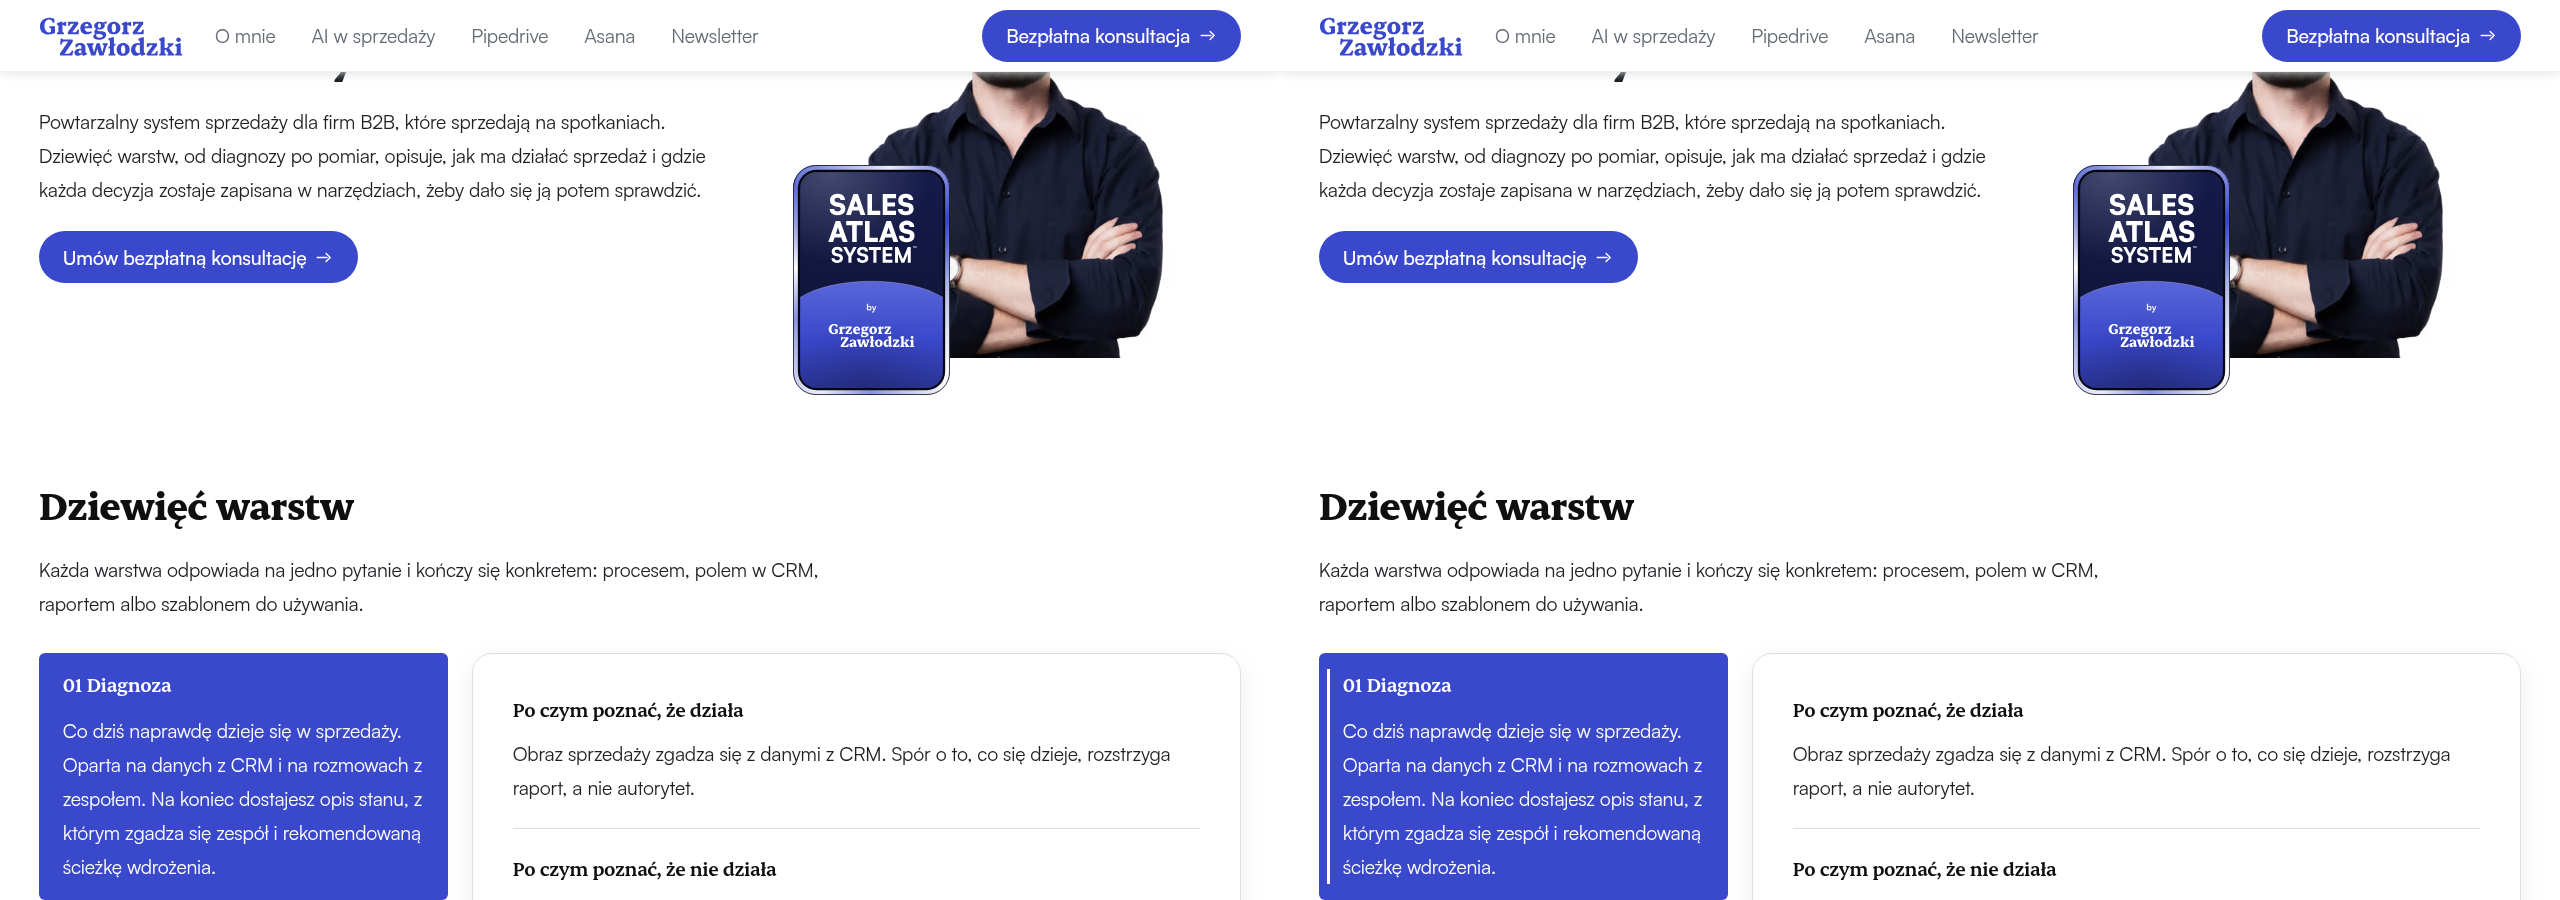 Grzegorz
Zawłodzki
O mnie
AI w sprzedaży
Pipedrive
Asana
Newsletter
Bezpłatna konsultacja →
Powtarzalny system sprzedaży dla firm B2B, które sprzedają na spotkaniach.
Dziewięć warstw, od diagnozy po pomiar, opisuje, jak ma działać sprzedaż i gdzie
każda decyzja zostaje zapisana w narzędziach, żeby dało się ją potem sprawdzić.
Umów bezpłatną konsultację →
SALES
ATLAS
SYSTEM™
by
Grzegorz
Zawłodzki
Dziewięć warstw
Każda warstwa odpowiada na jedno pytanie i kończy się konkretem: procesem, polem w CRM,
raportem albo szablonem do używania.
01 Diagnoza
Co dziś naprawdę dzieje się w sprzedaży.
Oparta na danych z CRM i na rozmowach z
zespołem. Na koniec dostajesz opis stanu, z
którym zgadza się zespół i rekomendowaną
ścieżkę wdrożenia.
Po czym poznać, że działa
Obraz sprzedaży zgadza się z danymi z CRM. Spór o to, co się dzieje, rozstrzyga
raport, a nie autorytet.
Po czym poznać, że nie działa
Grzegorz
Zawłodzki
O mnie
AI w sprzedaży
Pipedrive
Asana
Newsletter
Bezpłatna konsultacja →
Powtarzalny system sprzedaży dla firm B2B, które sprzedają na spotkaniach.
Dziewięć warstw, od diagnozy po pomiar, opisuje, jak ma działać sprzedaż i gdzie
każda decyzja zostaje zapisana w narzędziach, żeby dało się ją potem sprawdzić.
Umów bezpłatną konsultację →
SALES
ATLAS
SYSTEM™
by
Grzegorz
Zawłodzki
Dziewięć warstw
Każda warstwa odpowiada na jedno pytanie i kończy się konkretem: procesem, polem w CRM,
raportem albo szablonem do używania.
01 Diagnoza
Co dziś naprawdę dzieje się w sprzedaży.
Oparta na danych z CRM i na rozmowach z
zespołem. Na koniec dostajesz opis stanu, z
którym zgadza się zespół i rekomendowaną
ścieżkę wdrożenia.
Po czym poznać, że działa
Obraz sprzedaży zgadza się z danymi z CRM. Spór o to, co się dzieje, rozstrzyga
raport, a nie autorytet.
Po czym poznać, że nie działa